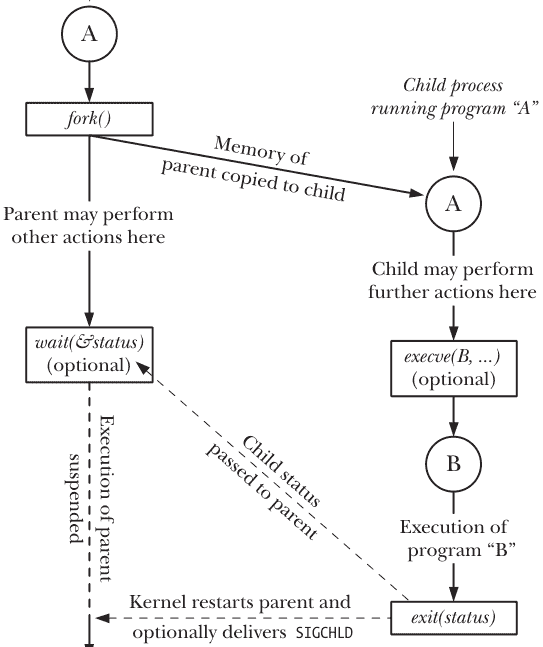 A
fork()
Child process
running program “A”
Memory of
parent copied to child
A
Parent may perform
other actions here
Child may perform
further actions here
wait(&status)
(optional)
execve(B, ...)
(optional)
Execution of parent
suspended
Child status
passed to parent
B
Execution of
program “B”
Kernel restarts parent and
optionally delivers SIGCHLD
exit(status)